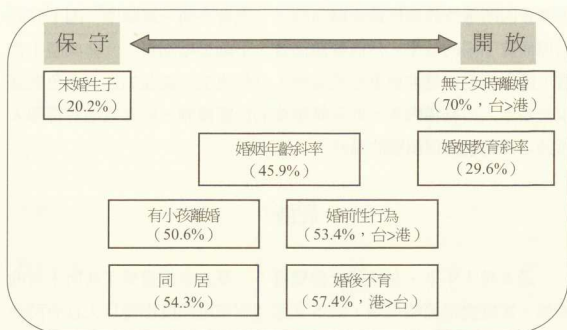 保守
開放
未婚生子
(20.2%)
無子女時離婚
(70%,台>港)
婚姻年齡斜率
(45.9%)
婚姻教育斜率
(29.6%)
有小孩離婚
(50.6%)
婚前性行為
(53.4%,台>港)
同居
(54.3%)
婚後不育
(57.4%,港>台)